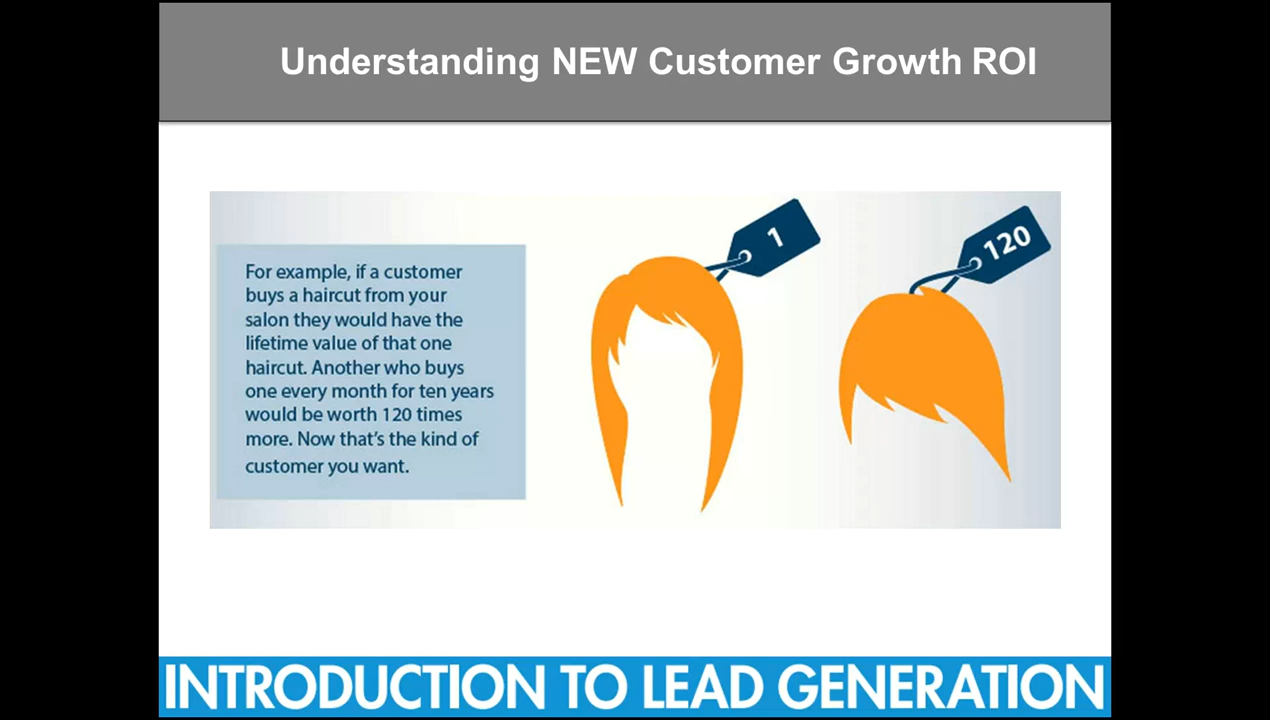 Understanding NEW Customer Growth ROI
For example, if a customer
buys a haircut from your
salon they would have the
lifetime value of that one
haircut. Another who buys
one every month for ten years
would be worth 120 times
more. Now that's the kind of
customer you want.
1
120
INTRODUCTION TO LEAD GENERATION